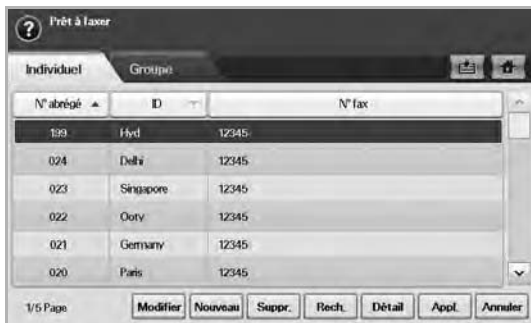 Prêt à faxer
Individuel Groupe
N° abrégé ID N° fax
199 Hyd 12345
024 Delhi 12345
023 Singapore 12345
022 Ooty 12345
021 Germany 12345
020 Paris 12345
1/5 Page Modifier Nouveau Suppr. Rech. Détail Appl. Annuler